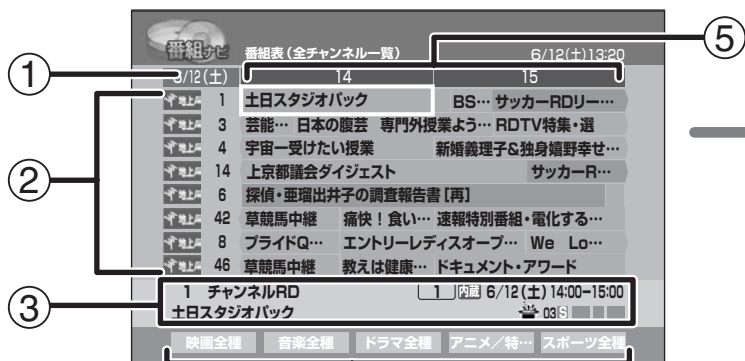 番組ナビ
番組表(全チャンネル一覧) 6/12(土)13:20
⑤
①
6/12(土) 14 15
②
地上A 1 土日スタジオパック BS… サッカーRDリー…
地上A 3 芸能… 日本の腹芸 専門外授業よう… RDTV特集・選
地上A 4 宇宙一受けたい授業 新婚義理子&独身嬉野幸せ…
地上A 14 上京都議会ダイジェスト サッカーR…
地上A 6 探偵・亜瑠出井子の調査報告書[再]
地上A 42 草競馬中継 痛快！食い… 速報特別番組・電化する…
地上A 8 プライドQ… エントリーレディスオープ… We Lo…
地上A 46 草競馬中継 教えは健康… ドキュメント・アワード
③
1 チャンネルRD 1 内蔵 6/12(土)14:00-15:00
土日スタジオパック 03 S
映画全種 音楽全種 ドラマ全種 アニメ/特… スポーツ全種